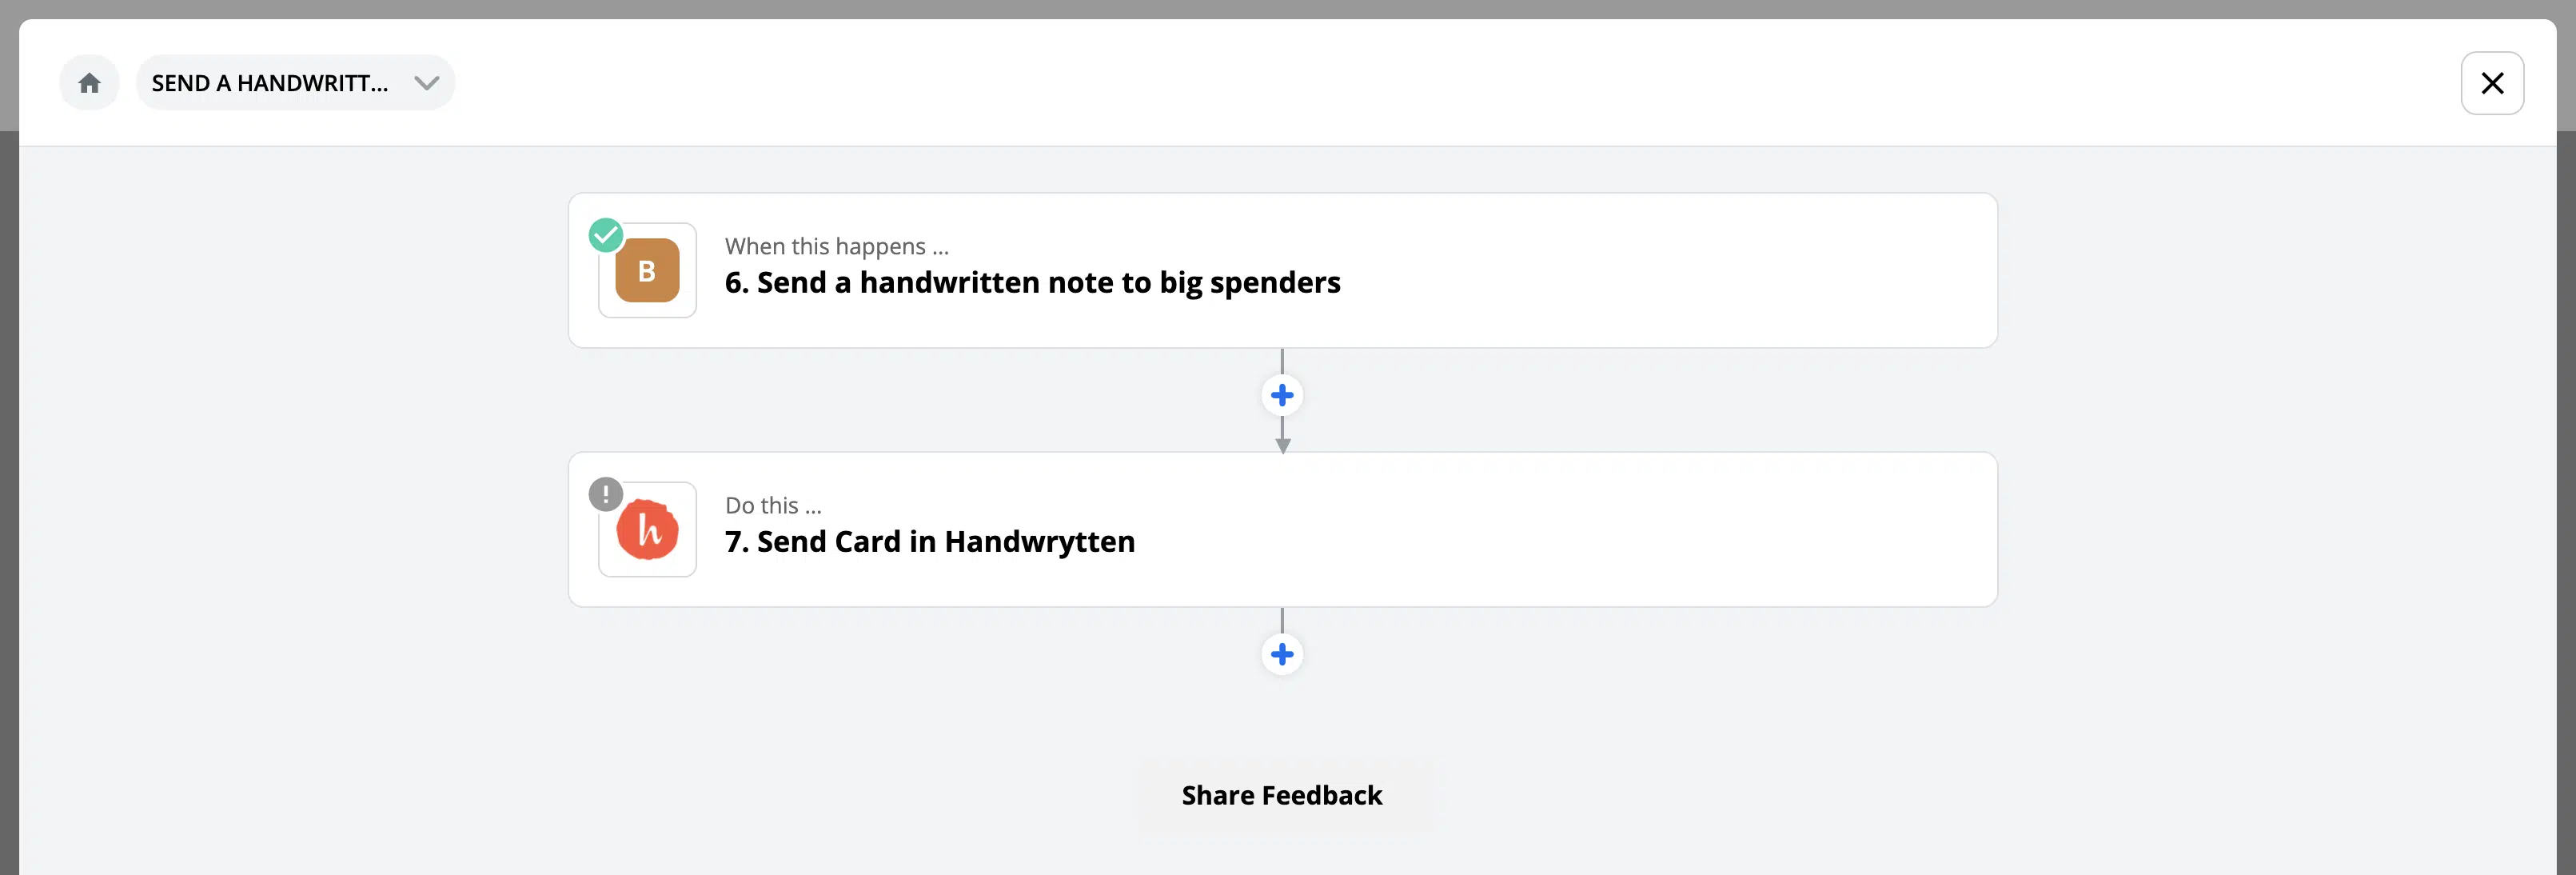 SEND A HANDWRITT...
B
When this happens ...
6. Send a handwritten note to big spenders
!
h
Do this ...
7. Send Card in Handwrytten
Share Feedback